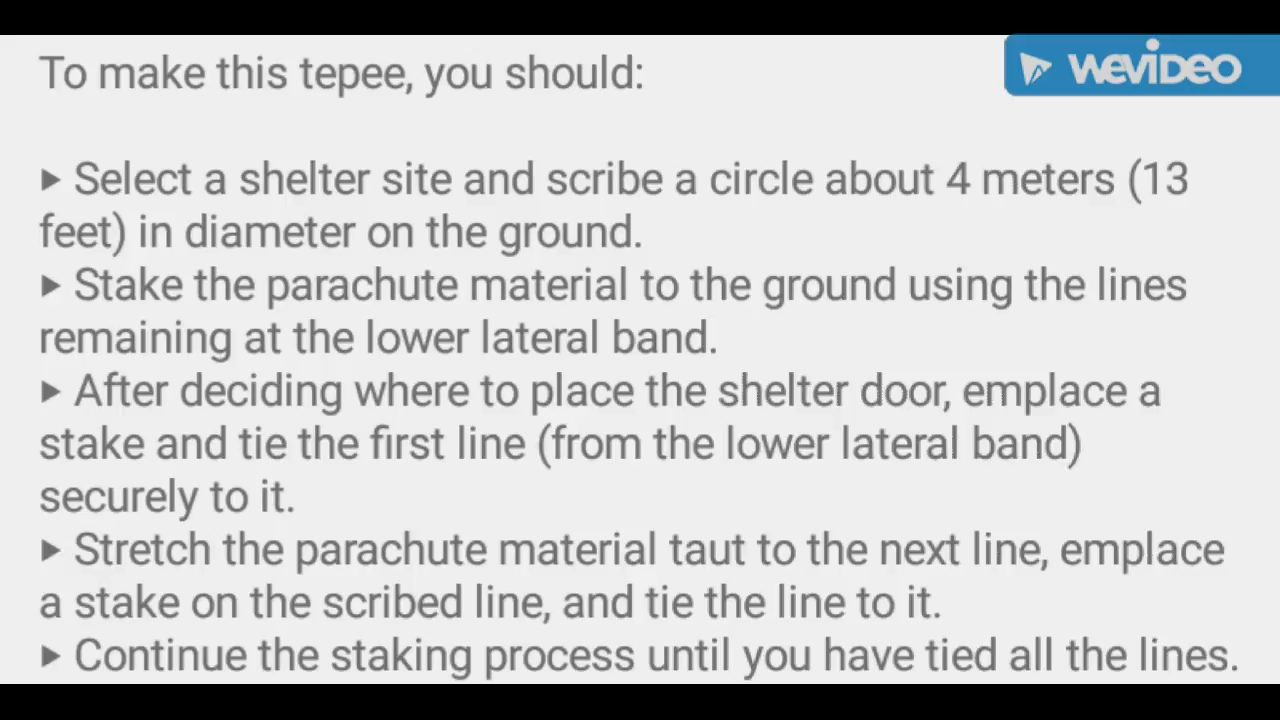 To make this tepee, you should:
WEVIDEO
▶ Select a shelter site and scribe a circle about 4 meters (13
feet) in diameter on the ground.
▶ Stake the parachute material to the ground using the lines
remaining at the lower lateral band.
▶ After deciding where to place the shelter door, emplace a
stake and tie the first line (from the lower lateral band)
securely to it.
▶ Stretch the parachute material taut to the next line, emplace
a stake on the scribed line, and tie the line to it.
▶ Continue the staking process until you have tied all the lines.